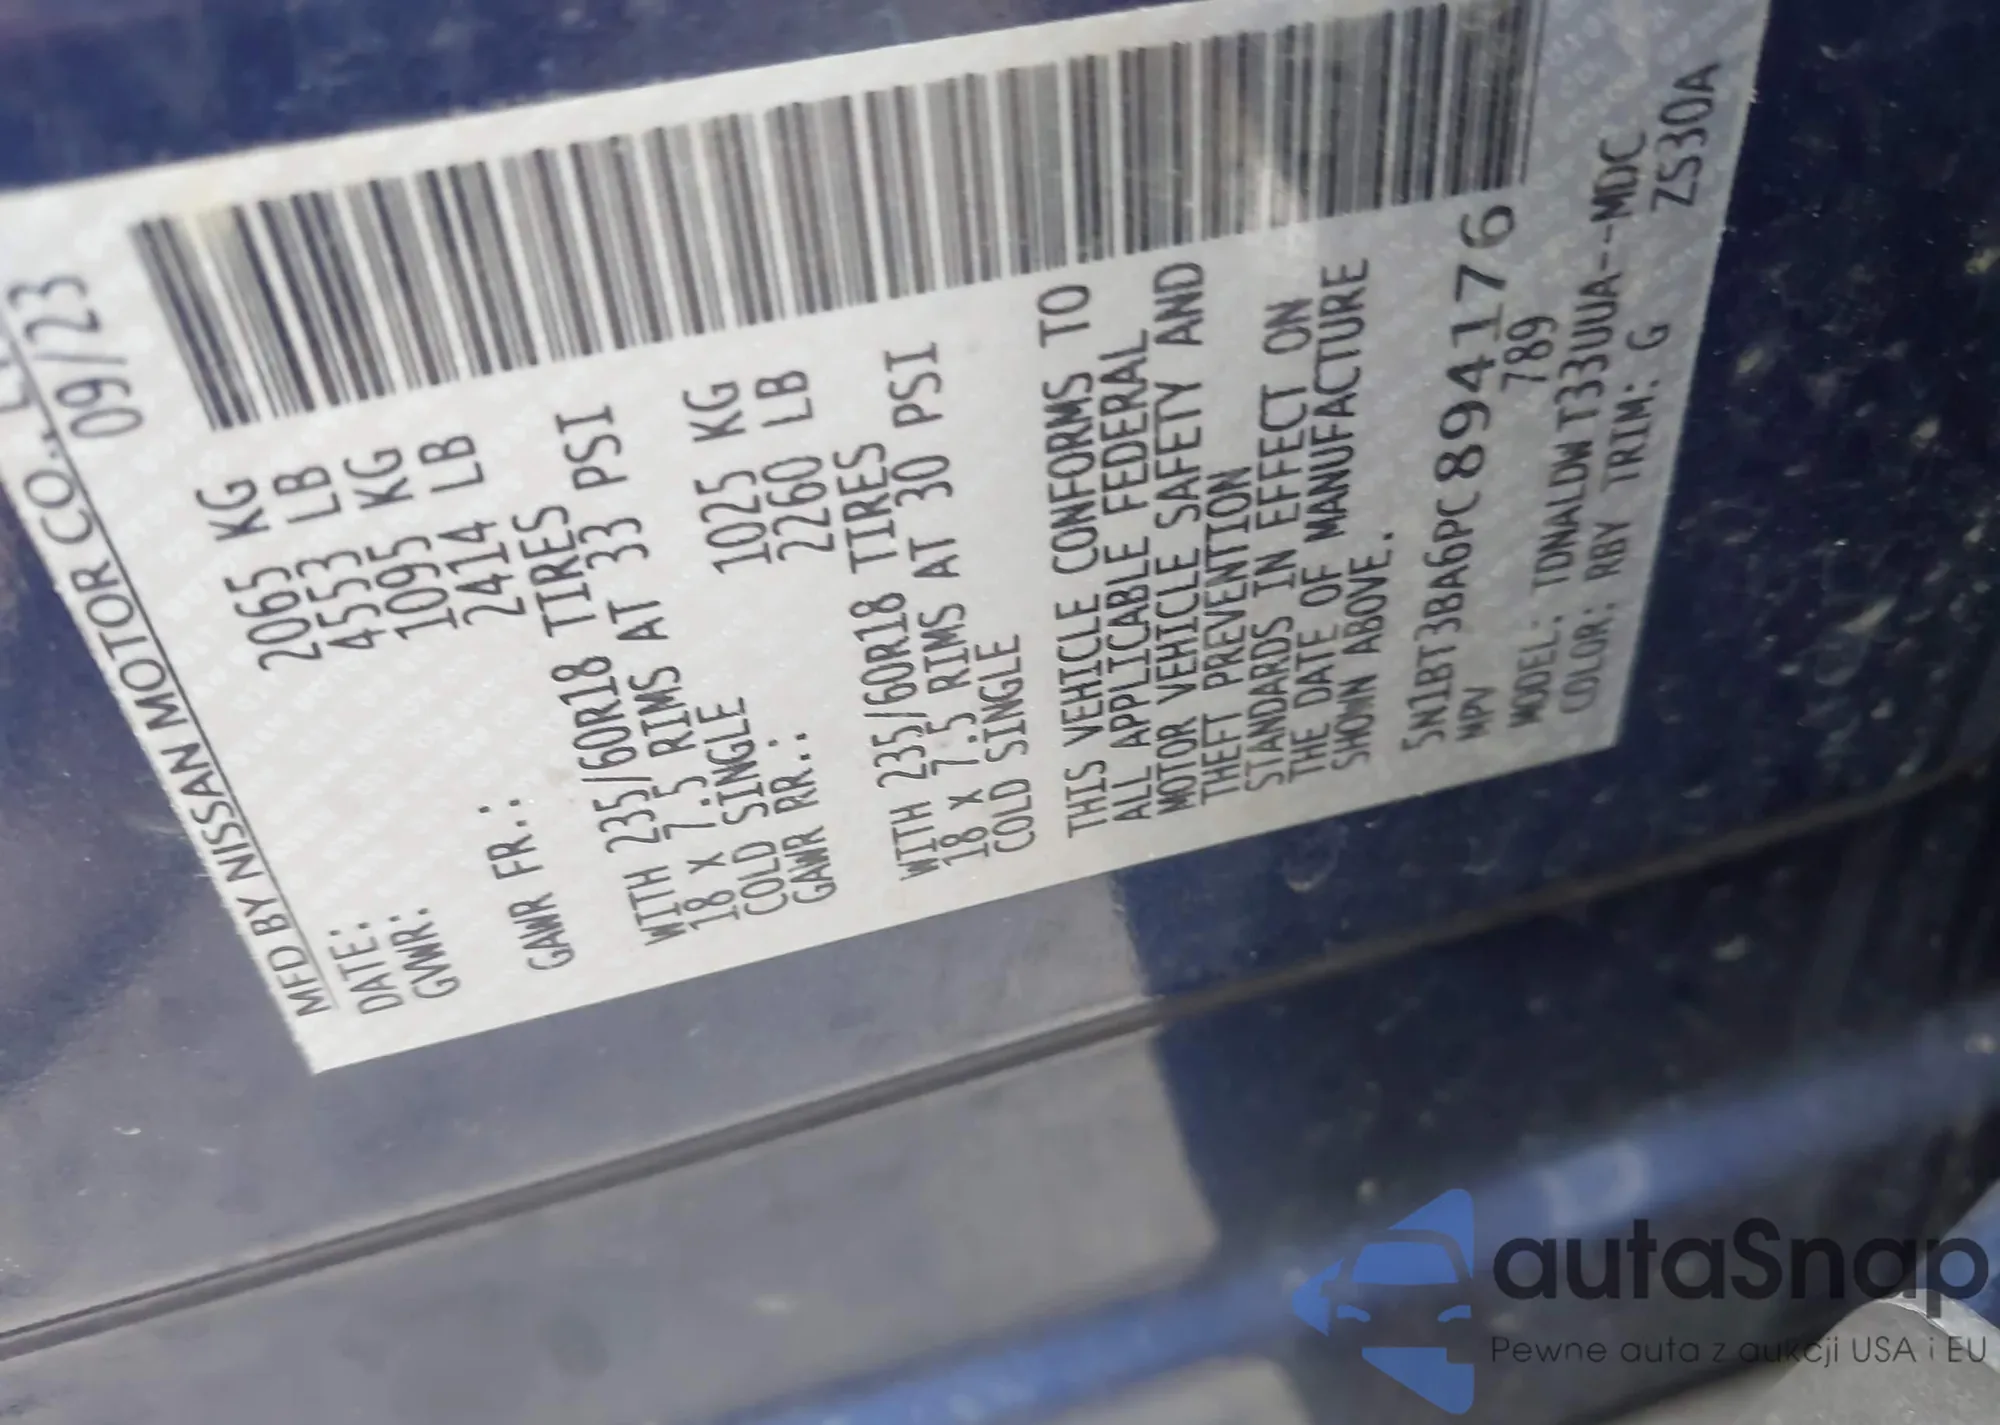 MFD BY NISSAN MOTOR CO.,
DATE: 09/23
GVWR: 2065 KG
4553 LB
GAWR FR.: 1095 KG
2414 LB
WITH 235/60R18 TIRES
18 x 7.5 RIMS AT 33 PSI
COLD SINGLE
GAWR RR.: 1025 KG
2260 LB
WITH 235/60R18 TIRES
18 x 7.5 RIMS AT 30 PSI
COLD SINGLE
THIS VEHICLE CONFORMS TO
ALL APPLICABLE FEDERAL
MOTOR VEHICLE SAFETY AND
THEFT PREVENTION
STANDARDS IN EFFECT ON
THE DATE OF MANUFACTURE
SHOWN ABOVE.
5N1BT3BA6PC894176
MPV 789
MODEL: TDNALDWT33UUA--MDC
COLOR: RBY TRIM: G ZS30A
autaSnap
Pewne auta z aukcji USA i EU